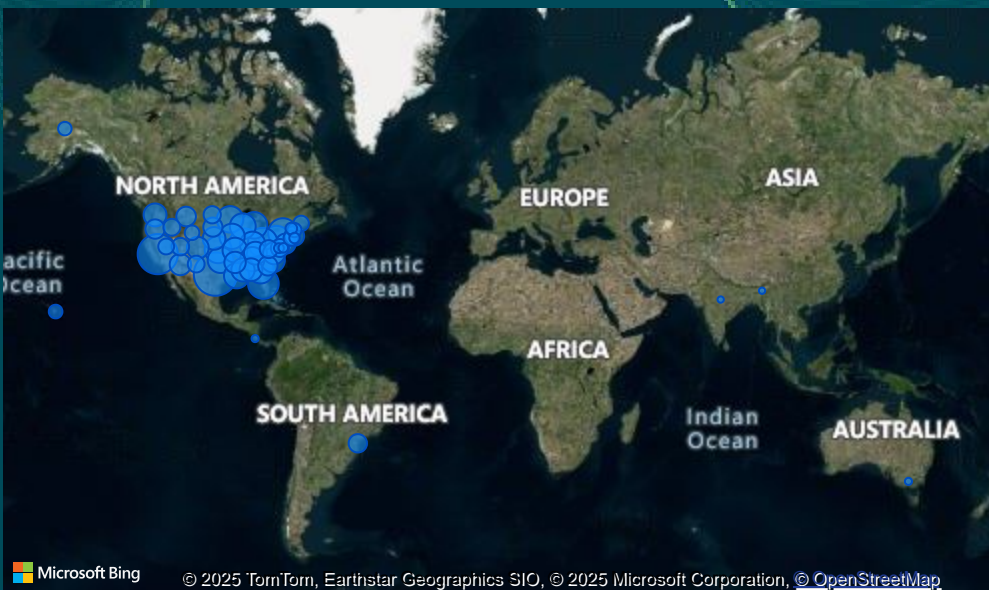 NORTH AMERICA
EUROPE
ASIA
acific
Ocean
Atlantic
Ocean
AFRICA
SOUTH AMERICA
Indian
Ocean
AUSTRALIA
Microsoft Bing
© 2025 TomTom, Earthstar Geographics SIO, © 2025 Microsoft Corporation, © OpenStreetMap